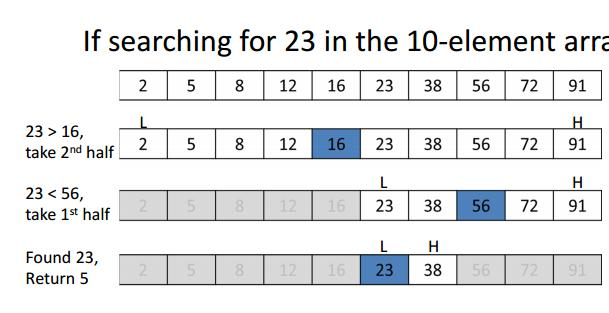 If searching for 23 in the 10-element arra
2 5 8 12 16 23 38 56 72 91
L H
23 > 16,
take 2nd half
2 5 8 12 16 23 38 56 72 91
L H
23 < 56,
take 1st half
2 5 8 12 16 23 38 56 72 91
L H
Found 23,
Return 5
2 5 8 12 16 23 38 56 72 91